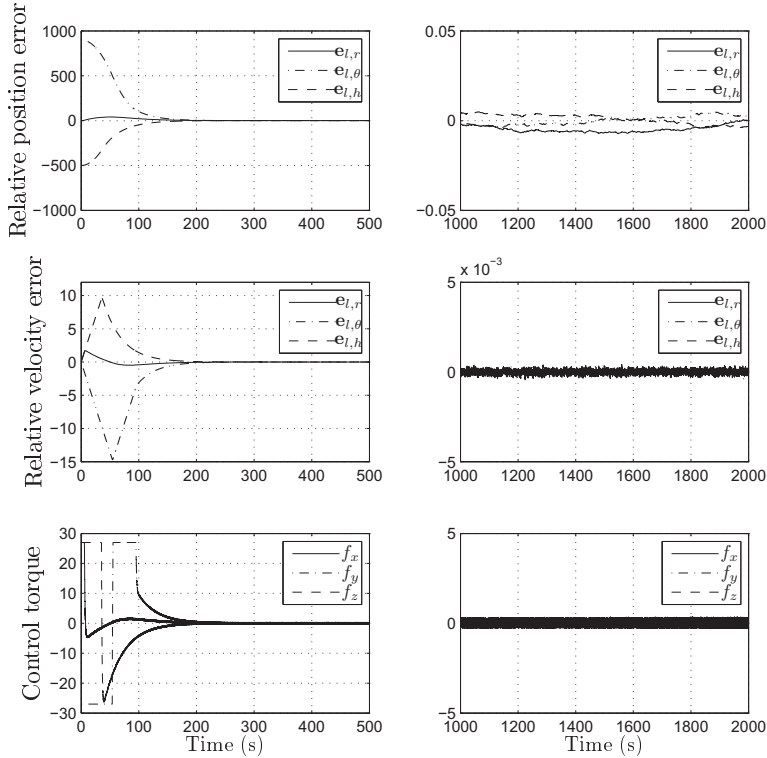 Relative position error
1000
500
0
−500
−1000
0 100 200 300 400 500
e_{l,r}
e_{l,θ}
e_{l,h}
0.05
0
−0.05
1000 1200 1400 1600 1800 2000
e_{l,r}
e_{l,θ}
e_{l,h}
Relative velocity error
10
5
0
−5
−10
−15
0 100 200 300 400 500
e_{l,r}
e_{l,θ}
e_{l,h}
x 10^{−3}
5
0
−5
1000 1200 1400 1600 1800 2000
e_{l,r}
e_{l,θ}
e_{l,h}
Control torque
30
20
10
0
−10
−20
−30
0 100 200 300 400 500
Time (s)
f_x
f_y
f_z
5
0
−5
1000 1200 1400 1600 1800 2000
Time (s)
f_x
f_y
f_z